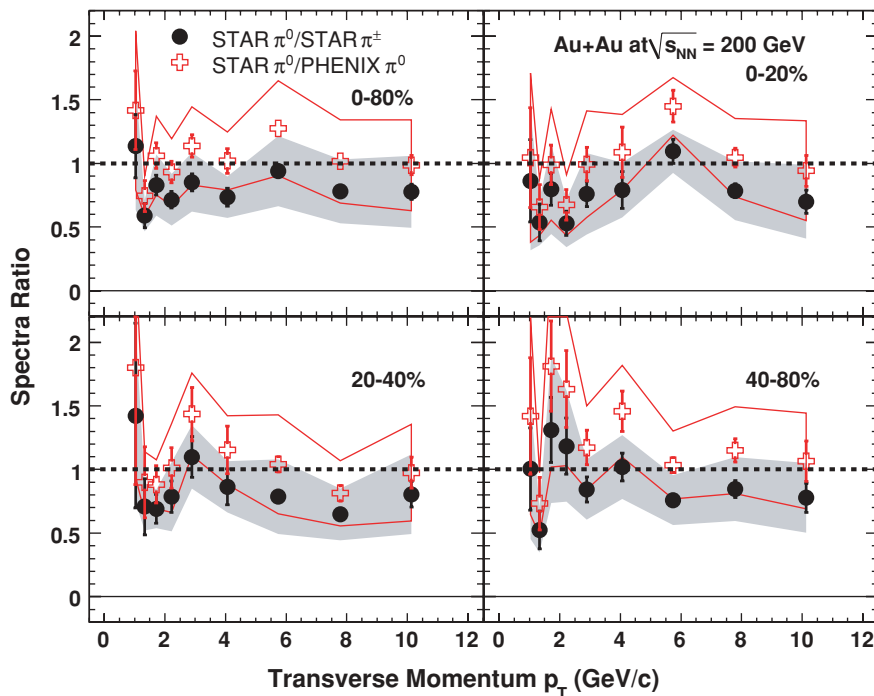 STAR π⁰/STAR π±
STAR π⁰/PHENIX π⁰
0-80%
Au+Au at √sNN = 200 GeV
0-20%
20-40%
40-80%
2
1.5
1
0.5
0
2
1.5
1
0.5
0
0 2 4 6 8 10 12
0 2 4 6 8 10 12
Spectra Ratio
Transverse Momentum pT (GeV/c)